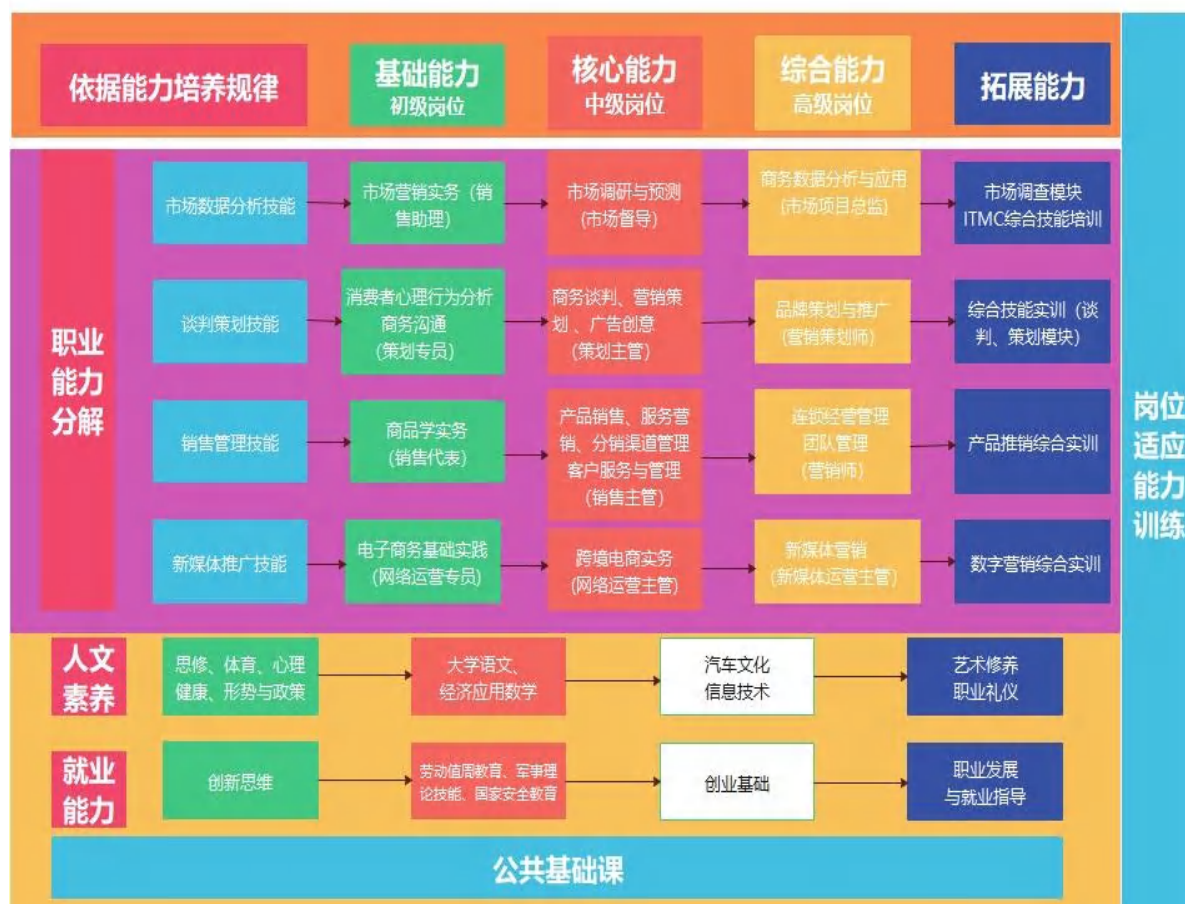 依据能力培养规律
基础能力
初级岗位
核心能力
中级岗位
综合能力
高级岗位
拓展能力
职业
能力
分解
市场数据分析技能
市场营销实务（销
售助理）
市场调研与预测
(市场督导)
商务数据分析与应用
(市场项目总监)
市场调查模块
ITMC综合技能培训
谈判策划技能
消费者心理行为分析
商务沟通
(策划专员)
商务谈判、营销策
划 、广告创意
(策划主管)
品牌策划与推广
(营销策划师)
综合技能实训（谈
判、策划模块）
销售管理技能
商品学实务
(销售代表)
产品销售、服务营
销、分销渠道管理
客户服务与管理
(销售主管)
连锁经营管理
团队管理
(营销师)
产品推销综合实训
新媒体推广技能
电子商务基础实践
(网络运营专员)
跨境电商实务
(网络运营主管)
新媒体营销
(新媒体运营主管)
数字营销综合实训
人文
素养
思修、体育、心理
健康、形势与政策
大学语文、
经济应用数学
汽车文化
信息技术
艺术修养
职业礼仪
就业
能力
创新思维
劳动值周教育、军事理
论技能、国家安全教育
创业基础
职业发展
与就业指导
公共基础课
岗位
适应
能力
训练